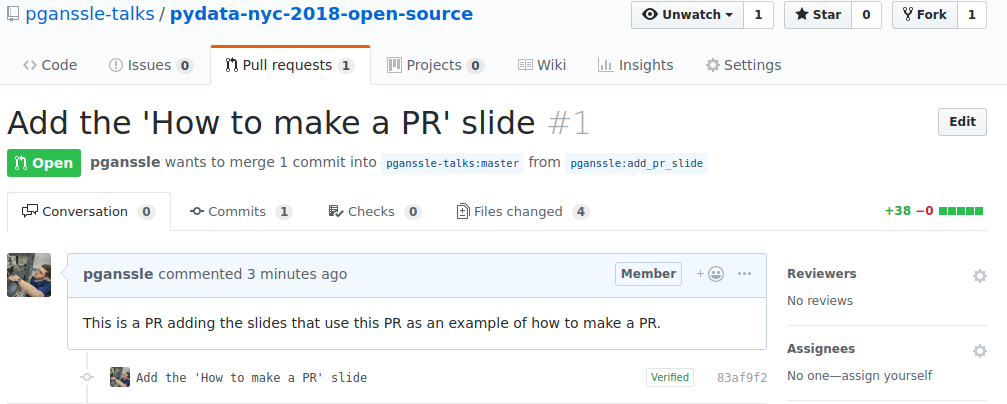 pganssle-talks / pydata-nyc-2018-open-source
Unwatch 1 Star 0 Fork 1
Code Issues 0 Pull requests 1 Projects 0 Wiki Insights Settings
Add the 'How to make a PR' slide #1
Edit
Open pganssle wants to merge 1 commit into pganssle-talks:master from pganssle:add_pr_slide
Conversation 0 Commits 1 Checks 0 Files changed 4 +38 −0
pganssle commented 3 minutes ago Member
This is a PR adding the slides that use this PR as an example of how to make a PR.
Add the 'How to make a PR' slide Verified 83af9f2
Reviewers
No reviews
Assignees
No one—assign yourself